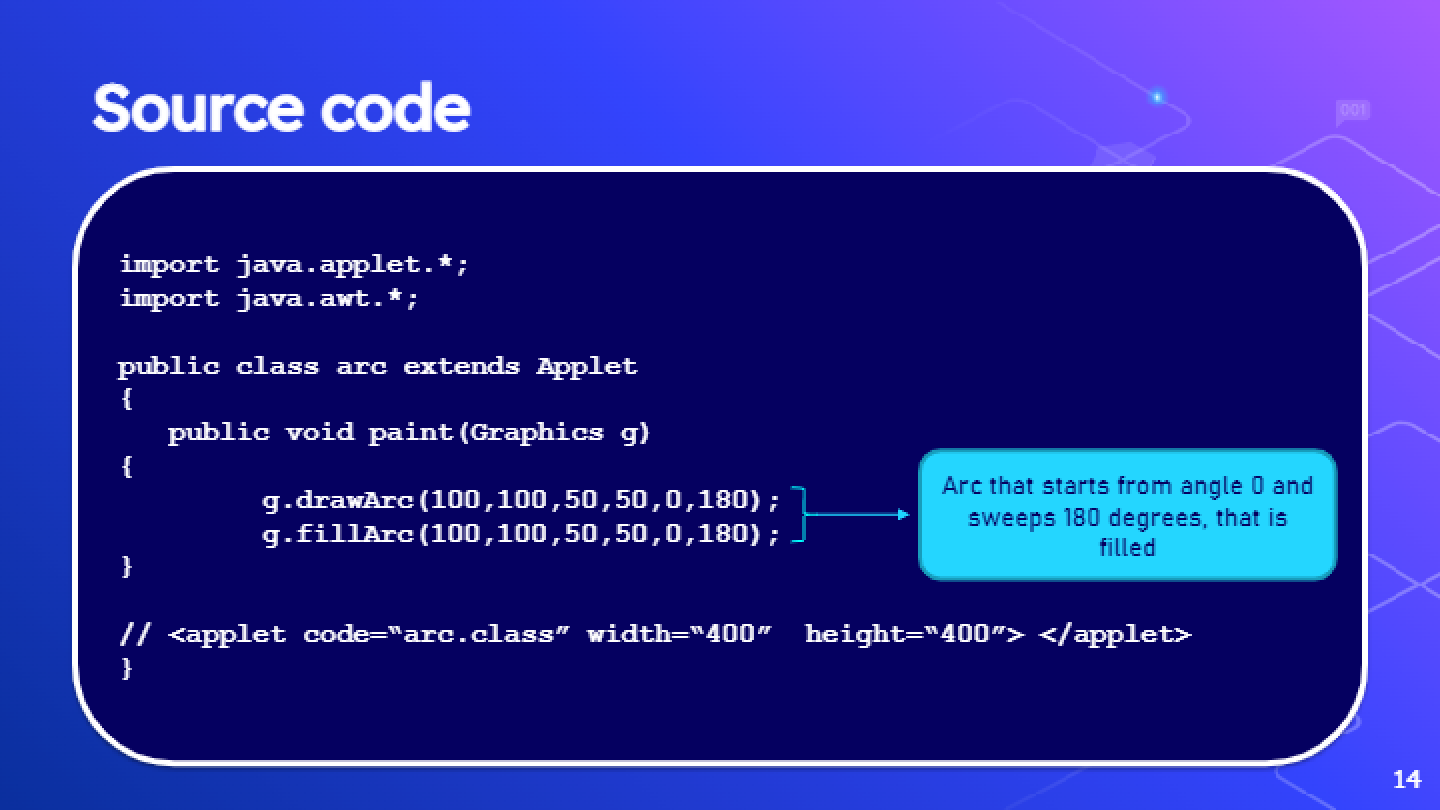 001
Source code
import java.applet.*;
import java.awt.*;
public class arc extends Applet
{
public void paint(Graphics g)
{
g.drawArc(100,100,50,50,0,180);
g.fillArc(100,100,50,50,0,180);
Arc that starts from angle 0 and
sweeps 180 degrees, that is
filled
}
// <applet code=“arc.class” width=“400”  height=“400”> </applet>
}
14